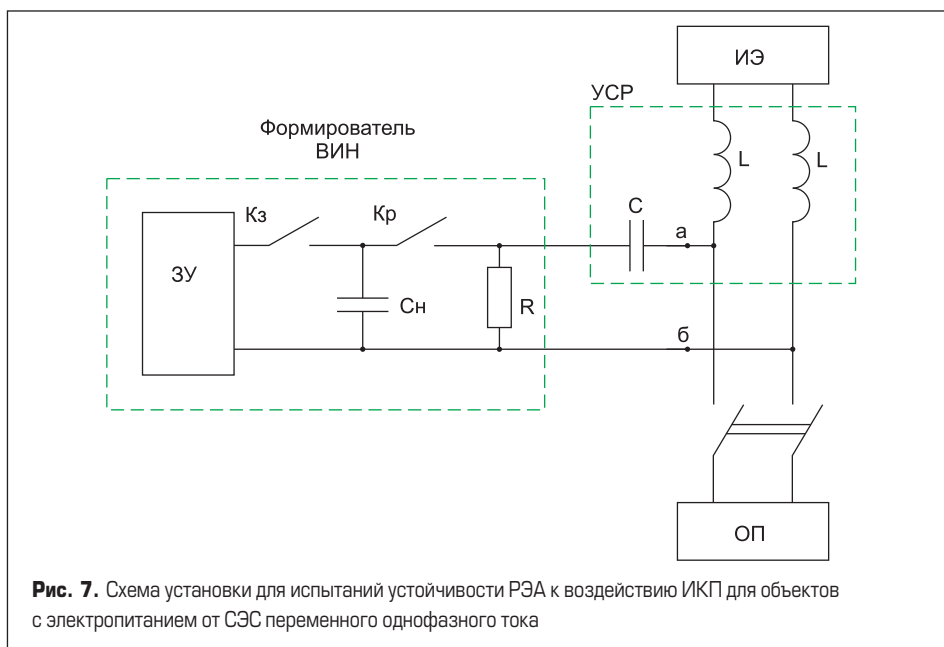 ИЭ
УСР
Формирователь
ВИН
L
L
Кз
Кр
С
а
ЗУ
Сн
R
б
ОП
Рис. 7. Схема установки для испытаний устойчивости РЭА к воздействию ИКП для объектов
с электропитанием от СЭС переменного однофазного тока